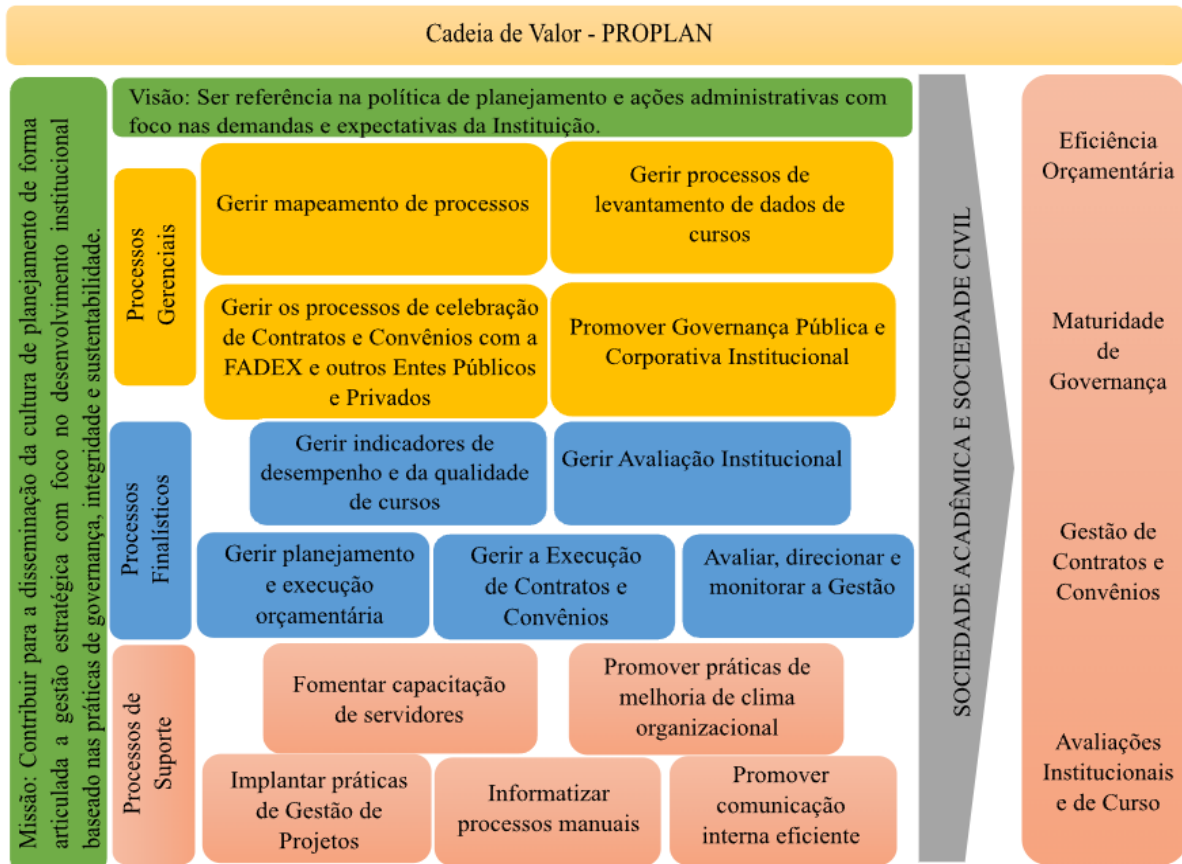 Cadeia de Valor - PROPLAN
Missão: Contribuir para a disseminação da cultura de planejamento de forma
articulada a gestão estratégica com foco no desenvolvimento institucional
baseado nas práticas de governança, integridade e sustentabilidade.
Visão: Ser referência na política de planejamento e ações administrativas com
foco nas demandas e expectativas da Instituição.
Processos
Gerenciais
Gerir mapeamento de processos
Gerir processos de
levantamento de dados de
cursos
Gerir os processos de celebração
de Contratos e Convênios com a
FADEX e outros Entes Públicos
e Privados
Promover Governança Pública e
Corporativa Institucional
Processos
Finalísticos
Gerir indicadores de
desempenho e da qualidade
de cursos
Gerir Avaliação Institucional
Gerir planejamento
e execução
orçamentária
Gerir a Execução
de Contratos e
Convênios
Avaliar, direcionar e
monitorar a Gestão
Processos de
Suporte
Fomentar capacitação
de servidores
Promover práticas de
melhoria de clima
organizacional
Implantar práticas
de Gestão de
Projetos
Informatizar
processos manuais
Promover
comunicação
interna eficiente
SOCIEDADE ACADÊMICA E SOCIEDADE CIVIL
Eficiência
Orçamentária
Maturidade
de
Governança
Gestão de
Contratos e
Convênios
Avaliações
Institucionais
e de Curso